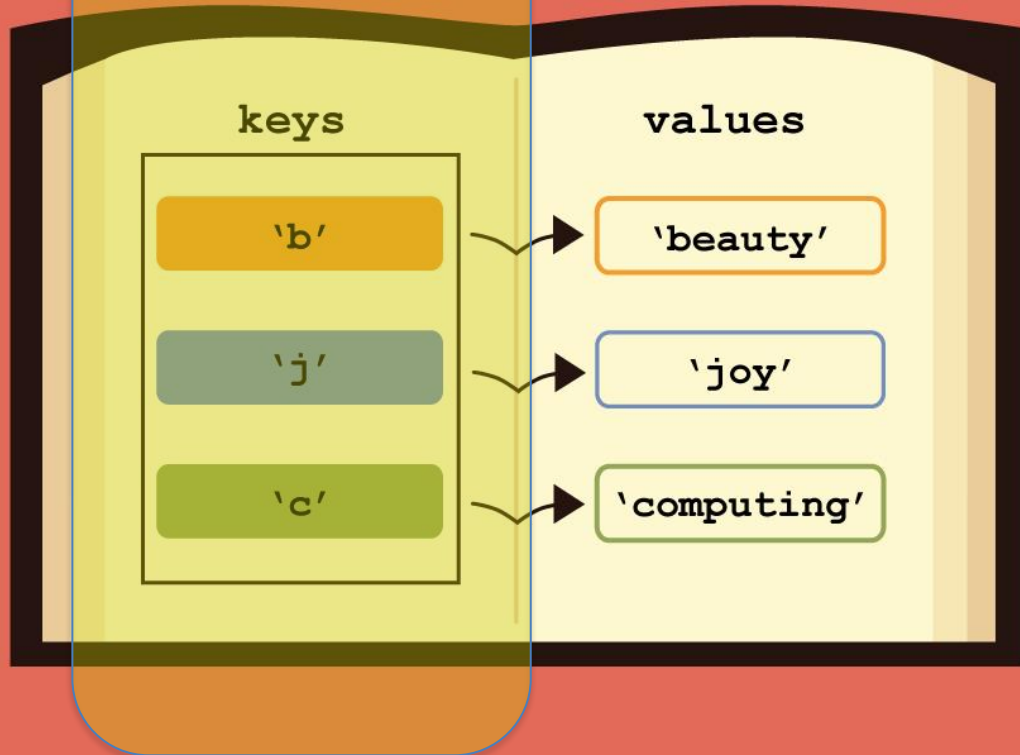 keys values
‘b’ ‘beauty’
‘j’ ‘joy’
‘c’ ‘computing’